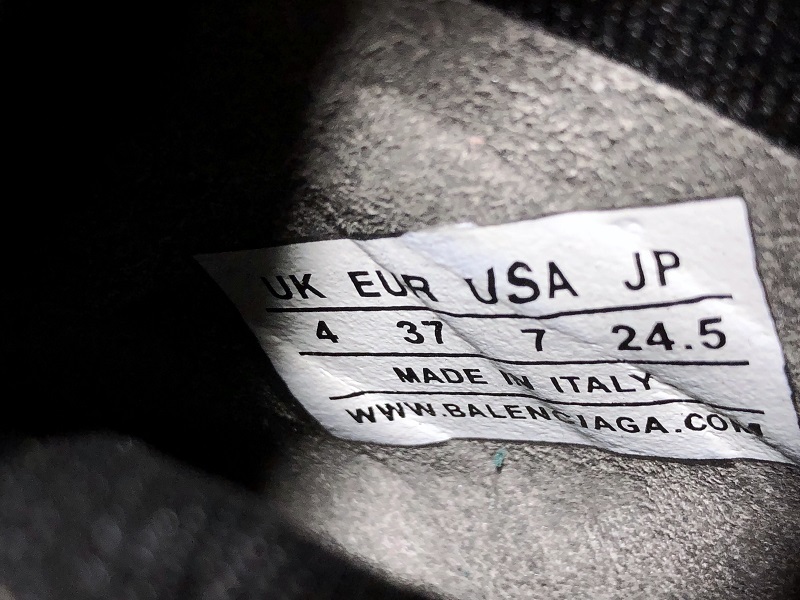 UK EUR USA JP
4 37 7 24.5
MADE IN ITALY
WWW.BALENCIAGA.COM